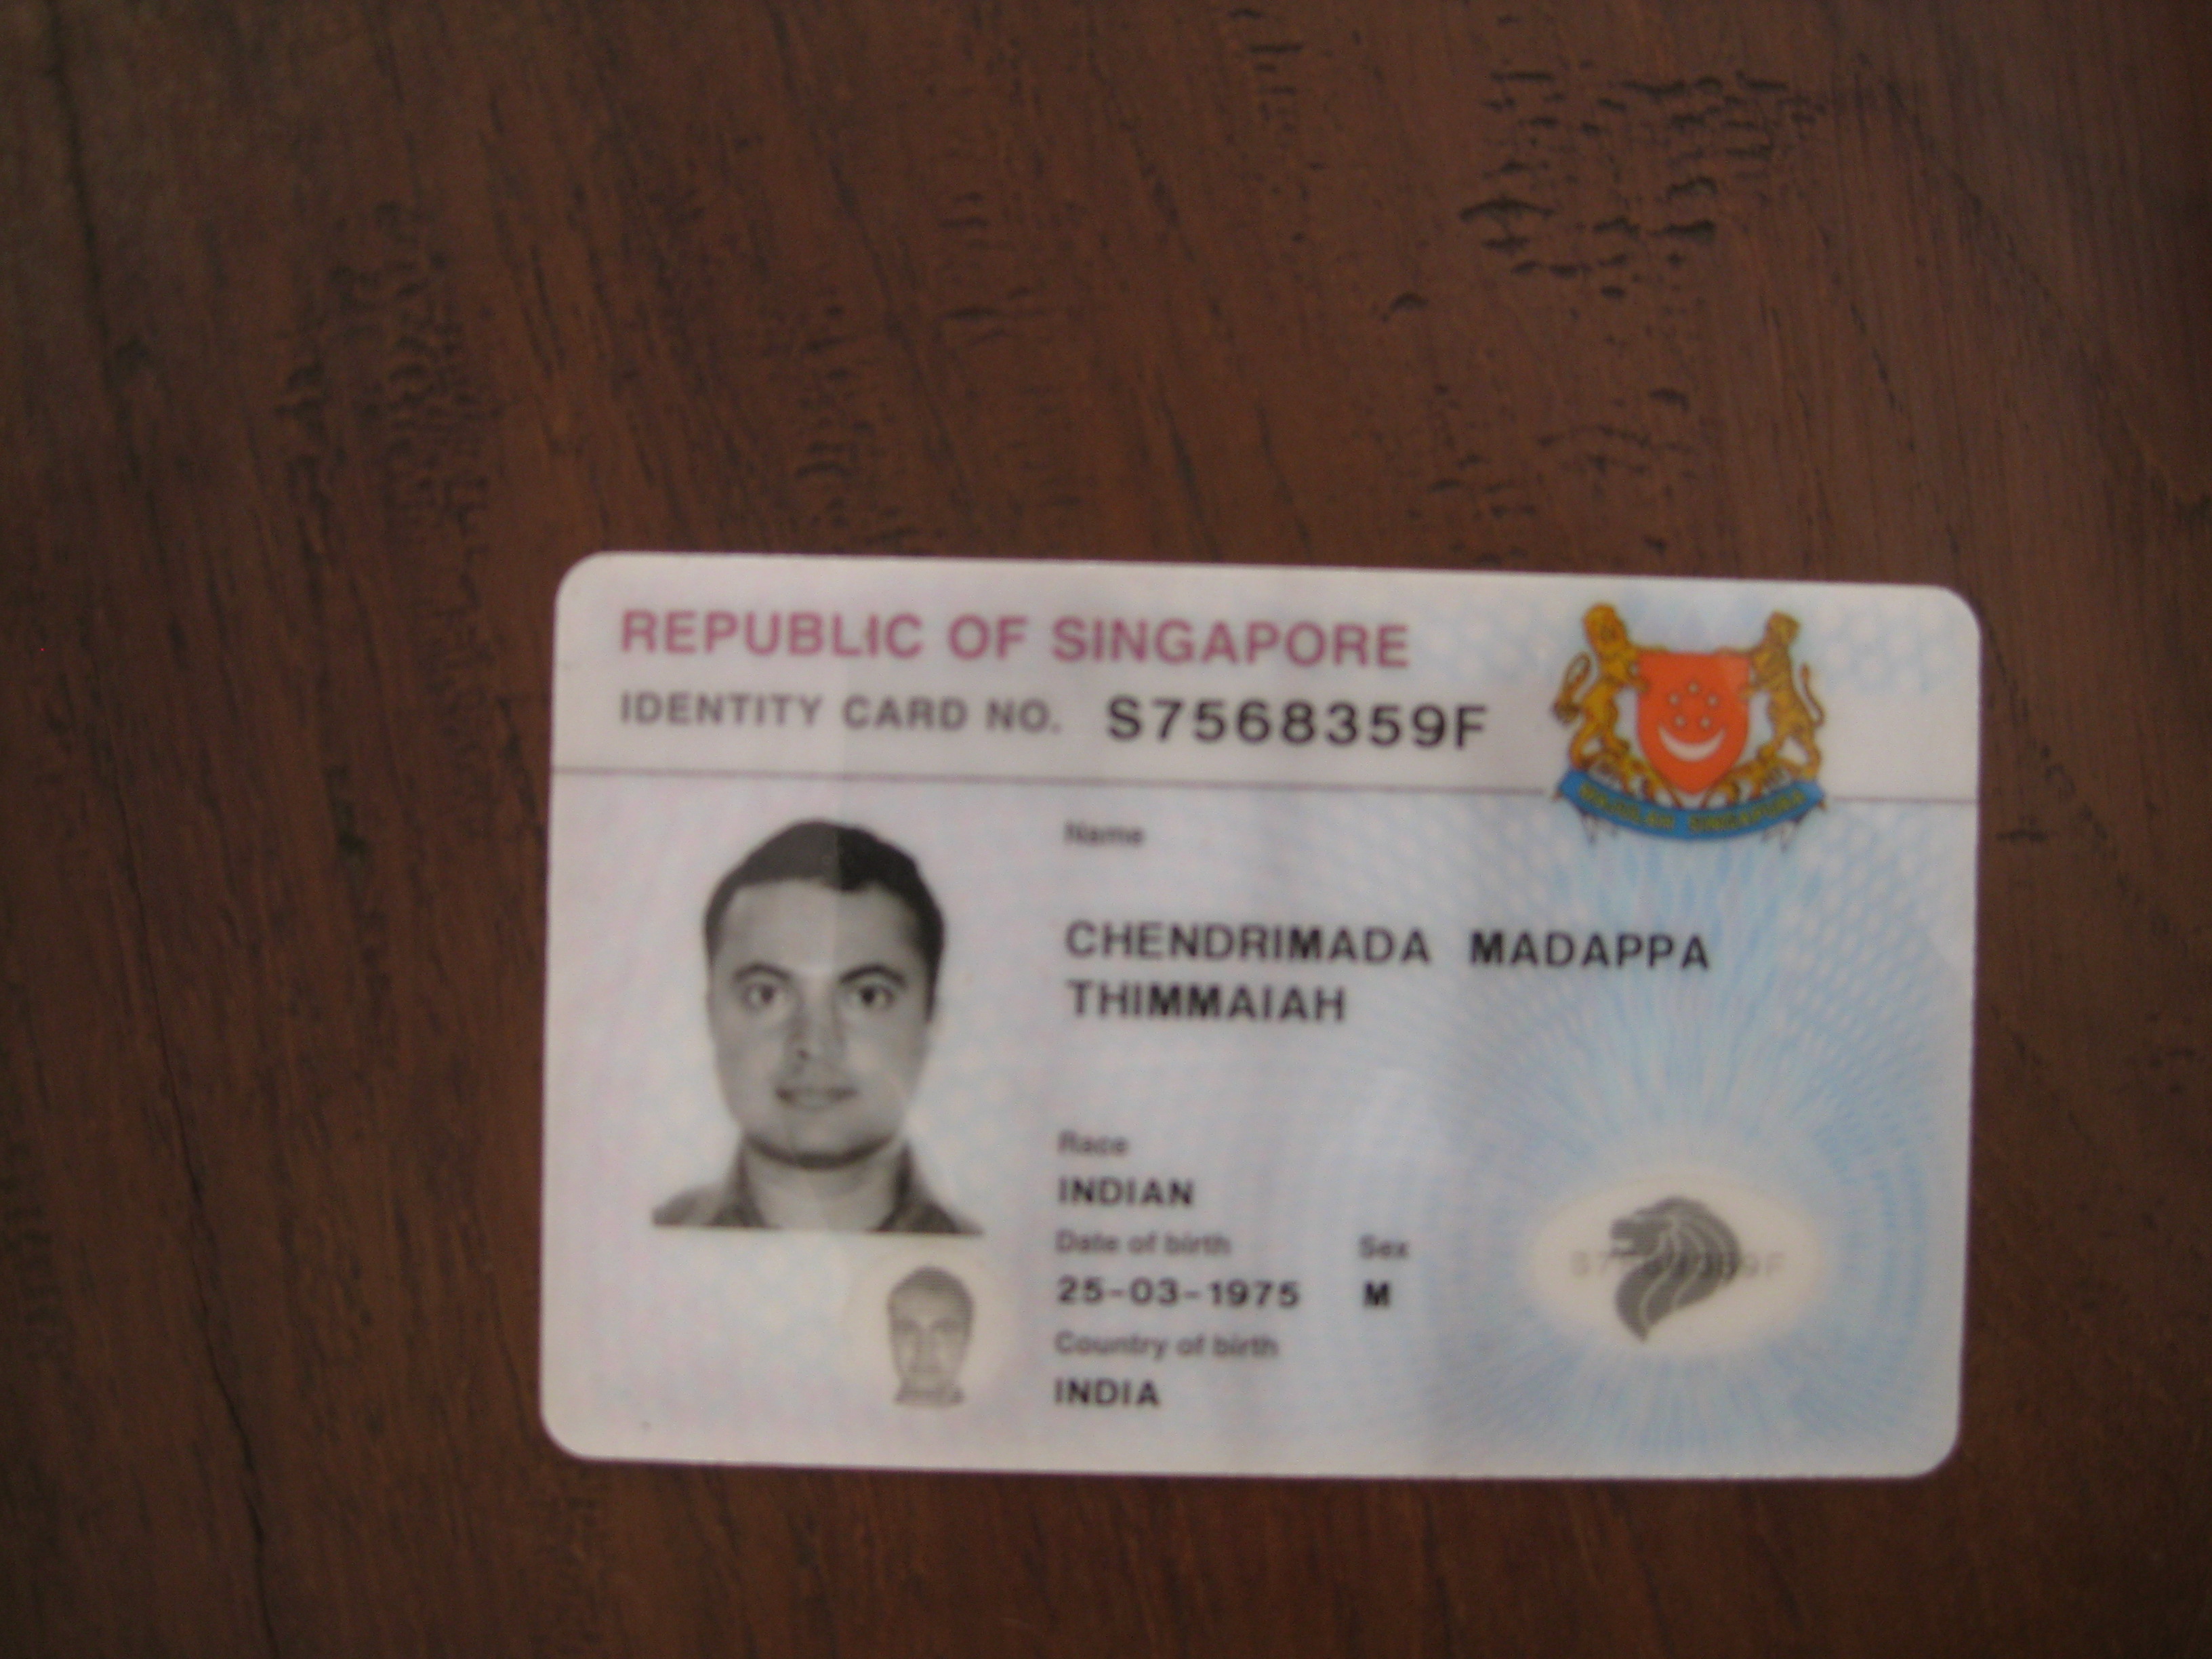 REPUBLIC OF SINGAPORE
IDENTITY CARD NO. S7568359F
MAJULAH SINGAPURA
Name
CHENDRIMADA MADAPPA
THIMMAIAH
Race
INDIAN
Date of birth Sex
25-03-1975 M
Country of birth
INDIA